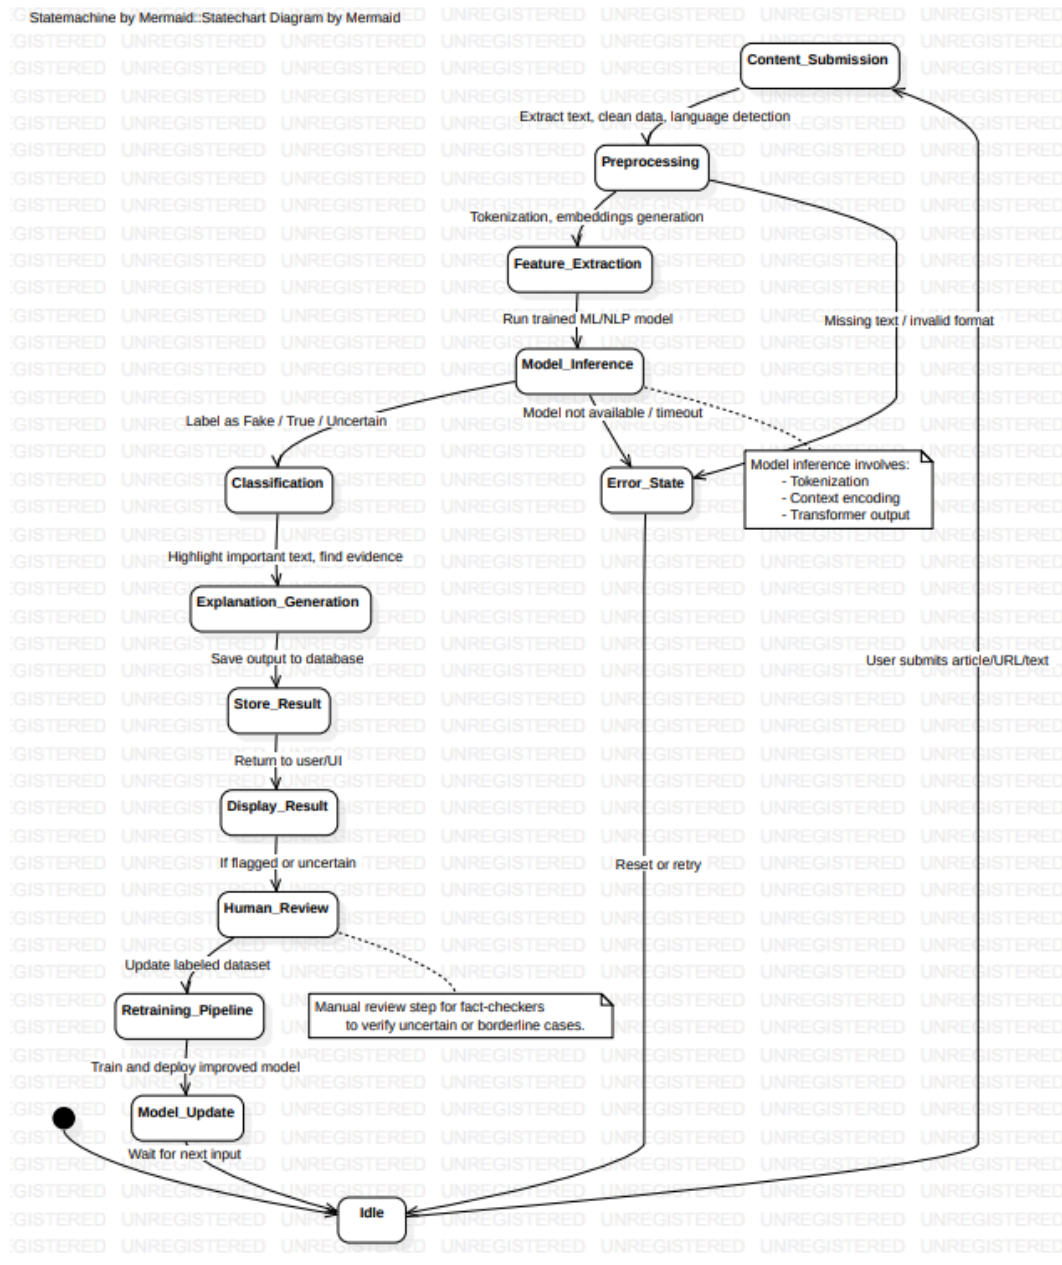 Statemachine by Mermaid::Statechart Diagram by Mermaid
Content_Submission
Extract text, clean data, language detection
Preprocessing
Tokenization, embeddings generation
Feature_Extraction
Run trained ML/NLP model
Missing text / invalid format
Model_Inference
Label as Fake / True / Uncertain
Model not available / timeout
Classification
Error_State
Model inference involves:
- Tokenization
- Context encoding
- Transformer output
Highlight important text, find evidence
Explanation_Generation
Save output to database
User submits article/URL/text
Store_Result
Return to user/UI
Display_Result
If flagged or uncertain
Reset or retry
Human_Review
Update labeled dataset
Retraining_Pipeline
Manual review step for fact-checkers
to verify uncertain or borderline cases.
Train and deploy improved model
Model_Update
Wait for next input
Idle
UNREGISTERED